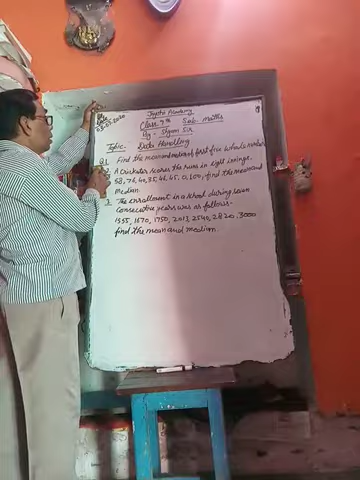 Jyoti Academy
Class-7th Sub- Maths
By- Shyam Sir
Topic: Data Handling
Q.1 Find the mean and median of first five whole numbers
A Cricketer scores the runs in eight innings.
58, 76, 40, 35, 46, 45, 0, 100, find the mean and
Median
3. The enrollment in a school during seven
Consecutive years was as follows.
1555, 1670, 1750, 2013, 2540, 2820, 3000
find the mean and median.